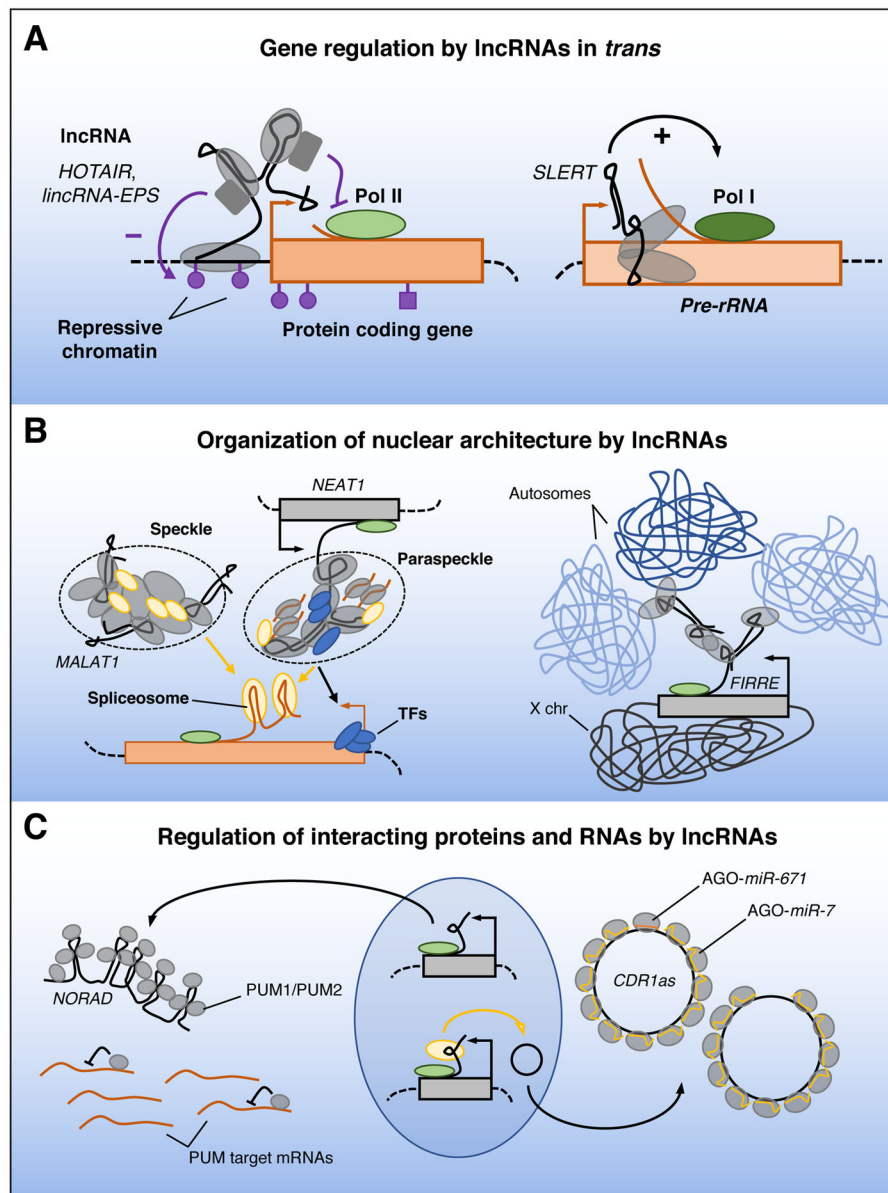 A
Gene regulation by lncRNAs in trans
lncRNA
HOTAIR,
lincRNA-EPS
Pol II
–
Repressive
chromatin
Protein coding gene
+
SLERT
Pol I
Pre-rRNA
B
Organization of nuclear architecture by lncRNAs
NEAT1
Speckle
Paraspeckle
MALAT1
Spliceosome
TFs
Autosomes
FIRRE
X chr
C
Regulation of interacting proteins and RNAs by lncRNAs
NORAD
PUM1/PUM2
PUM target mRNAs
AGO-miR-671
AGO-miR-7
CDR1as